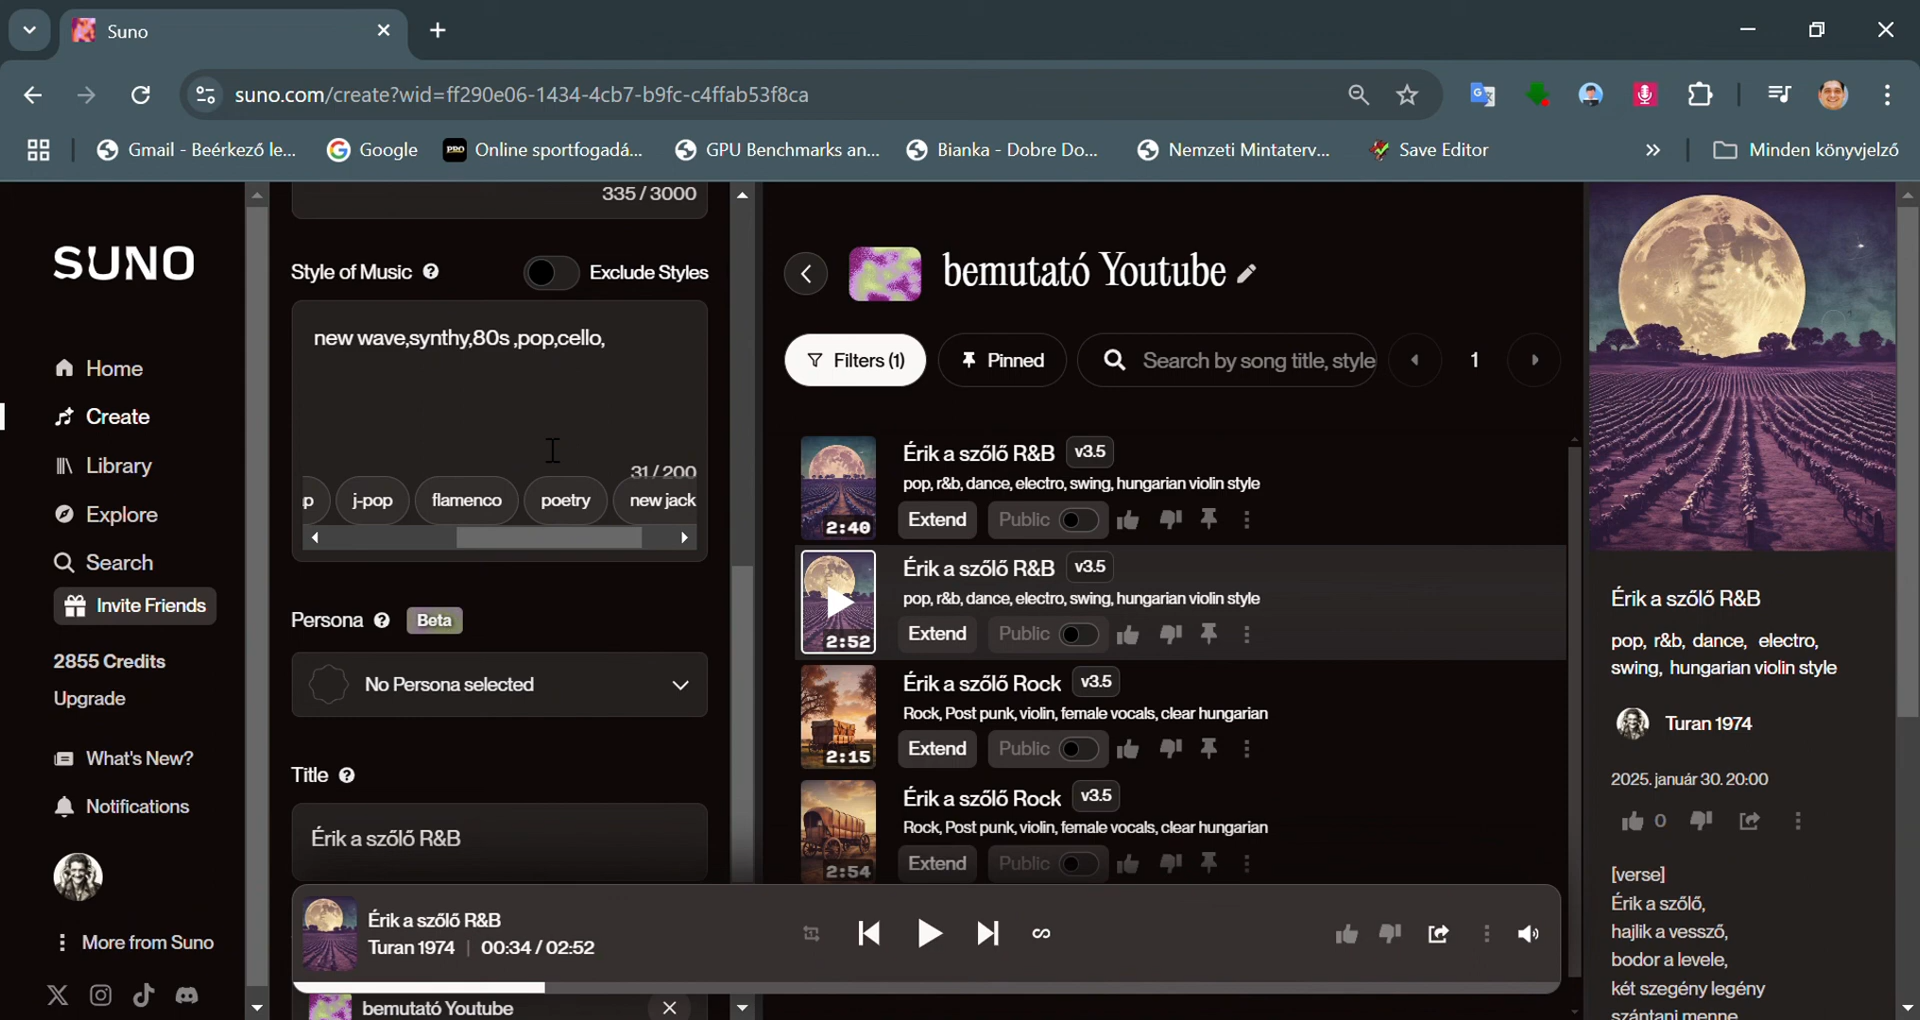 Suno
suno.com/create?wid=ff290e06-1434-4cb7-b9fc-c4ffab53f8ca
Gmail - Beérkező le...
Google
PRO
Online sportfogadá...
GPU Benchmarks an...
Bianka - Dobre Do...
Nemzeti Mintaterv...
Save Editor
Minden könyvjelző
SUNO
Home
Create
Library
Explore
Search
Invite Friends
2855 Credits
Upgrade
What's New?
Notifications
More from Suno
335 / 3000
Style of Music
Exclude Styles
new wave,synthy,80s ,pop,cello,
31 / 200
p
j-pop
flamenco
poetry
new jack
Persona
Beta
No Persona selected
Title
Érik a szőlő R&B
bemutató Youtube
bemutató Youtube
Filters (1)
Pinned
Search by song title, style
1
Érik a szőlő R&B
v3.5
pop, r&b, dance, electro, swing, hungarian violin style
2:40
Extend
Public
Érik a szőlő R&B
v3.5
pop, r&b, dance, electro, swing, hungarian violin style
2:52
Extend
Public
Érik a szőlő Rock
v3.5
Rock, Post punk, violin, female vocals, clear hungarian
2:15
Extend
Public
Érik a szőlő Rock
v3.5
Rock, Post punk, violin, female vocals, clear hungarian
2:54
Extend
Public
Érik a szőlő R&B
Turan 1974
00:34 / 02:52
Érik a szőlő R&B
pop, r&b, dance, electro,
swing, hungarian violin style
Turan 1974
2025. január 30. 20:00
0
[verse]
Érik a szőlő,
hajlik a vessző,
bodor a levele,
két szegény legény
szántani menne